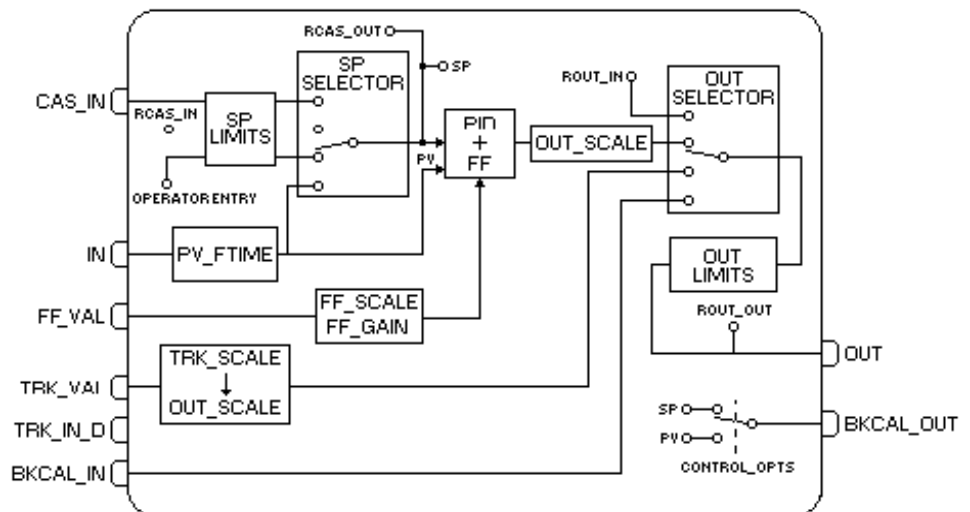 RCAS_OUT
SP
SP
SELECTOR
ROUT_IN
OUT
SELECTOR
CAS_IN
RCAS_IN
SP
LIMITS
PID
+
FF
OUT_SCALE
PV
OPERATOR ENTRY
IN
PV_FTIME
OUT
LIMITS
FF_VAL
FF_SCALE
FF_GAIN
ROUT_OUT
TRK_VAL
TRK_SCALE
OUT_SCALE
OUT
TRK_IN_D
SP
PV
BKCAL_OUT
BKCAL_IN
CONTROL_OPTS